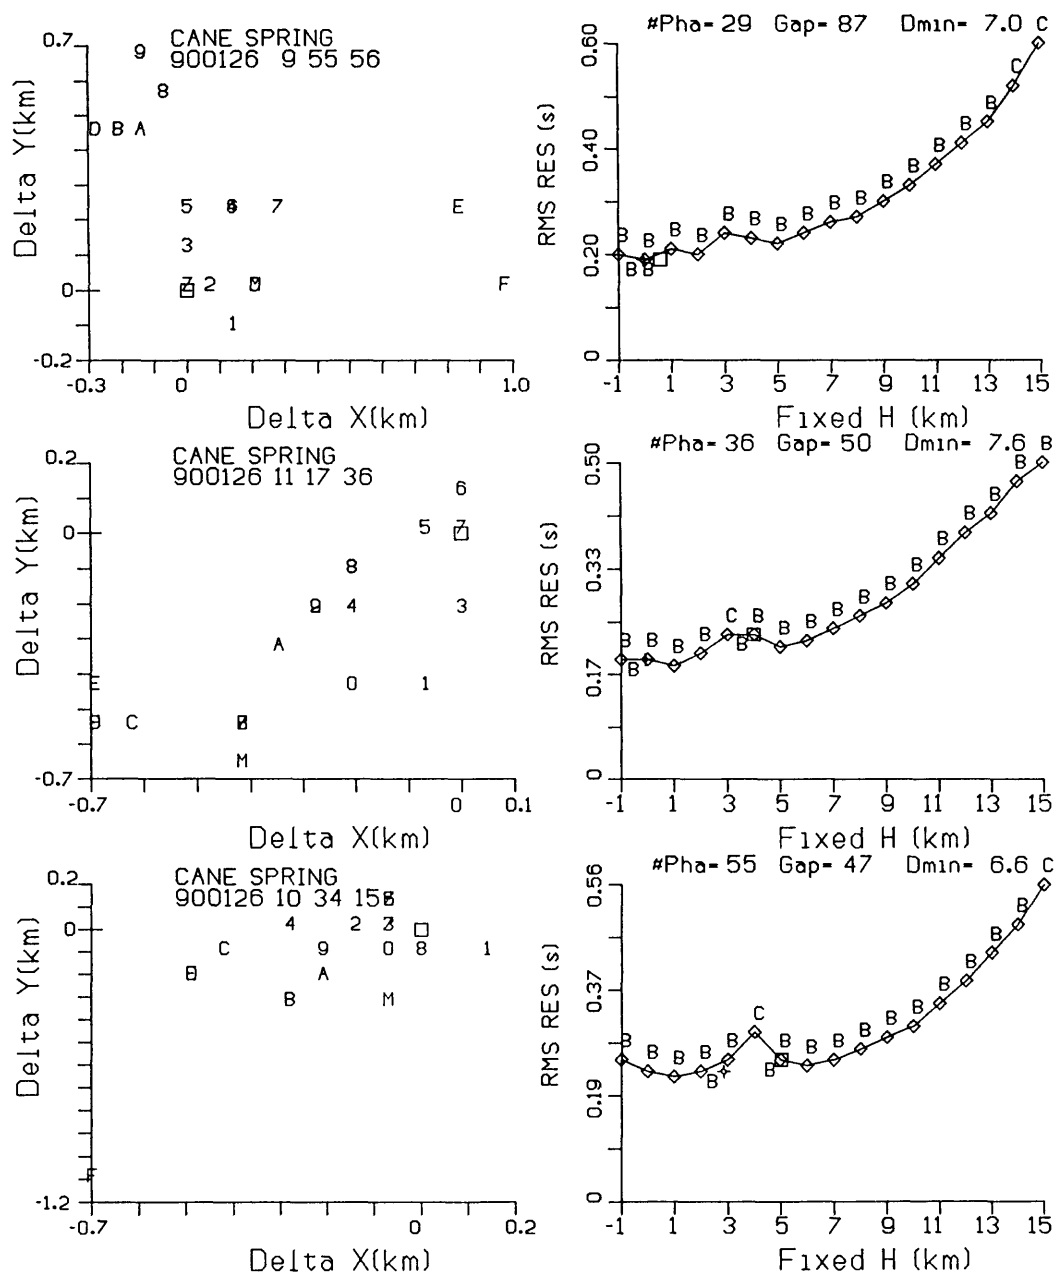 CANE SPRING
900126 9 55 56
Delta Y(km)
0.7
0
-0.2
9
8
D B A
5 7 E
3
2 F
1
-0.3 0 1.0
Delta X(km)
#Pha= 29 Gap= 87 Dmin= 7.0 C
RMS RES (s)
0.60
0.40
0.20
0
C
B
B
B
B
B
B
B B
B B B B B
B B B B
B B
-1 1 3 5 7 9 11 13 15
Fixed H (km)
CANE SPRING
900126 11 17 36
Delta Y(km)
0.2
0
-0.7
6
5 7
8
9 4 3
A
E 0 1
C
M
-0.7 0 0.1
Delta X(km)
#Pha= 36 Gap= 50 Dmin= 7.6 B
RMS RES (s)
0.50
0.33
0.17
0
B
B
B
B
B
B
B
B
C B B B
B B B B
B B
-1 1 3 5 7 9 11 13 15
Fixed H (km)
CANE SPRING
900126 10 34 15
Delta Y(km)
0.2
0
-1.2
4 2
C 9 0 8 1
A
B M
F
-0.7 0 0.2
Delta X(km)
#Pha= 55 Gap= 47 Dmin= 6.6 C
RMS RES (s)
0.56
0.37
0.19
0
B
B
B
B
C B B B
B B B B B B B
B B
-1 1 3 5 7 9 11 13 15
Fixed H (km)